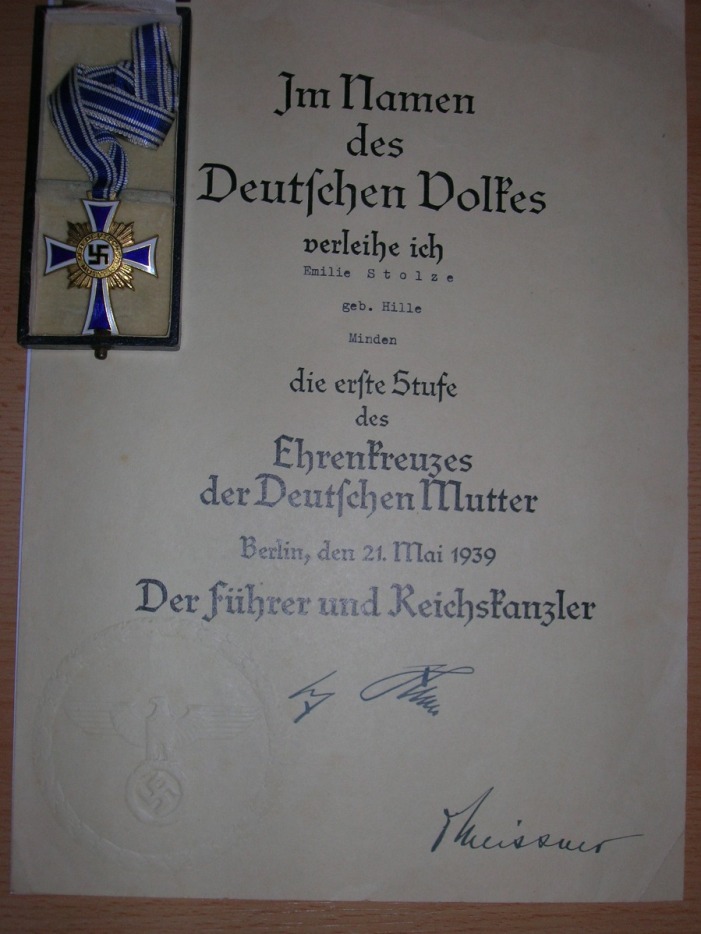 Im Namen
des
Deutschen Volkes
verleihe ich
Emilie Stolze
geb. Hille
Minden
die erste Stufe
des
Ehrenkreuzes
der Deutschen Mutter
Berlin, den 21. Mai 1939
Der Führer und Reichskanzler
Meissner